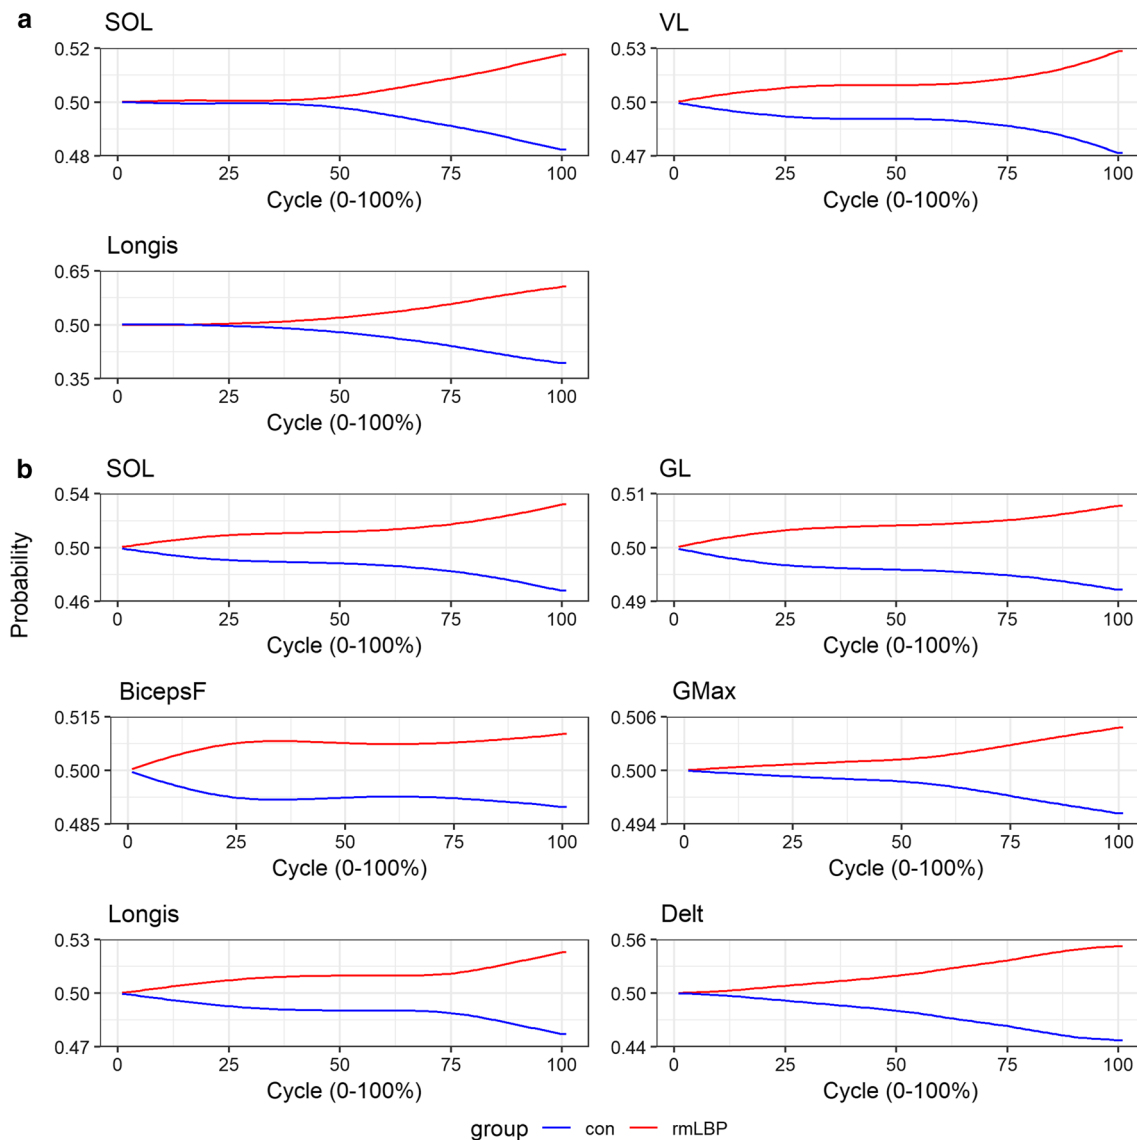 a
SOL
0.52
0.50
0.48
0 25 50 75 100
Cycle (0-100%)
VL
0.53
0.50
0.47
0 25 50 75 100
Cycle (0-100%)
Longis
0.65
0.50
0.35
0 25 50 75 100
Cycle (0-100%)
b
Probability
SOL
0.54
0.50
0.46
0 25 50 75 100
Cycle (0-100%)
GL
0.51
0.50
0.49
0 25 50 75 100
Cycle (0-100%)
BicepsF
0.515
0.500
0.485
0 25 50 75 100
Cycle (0-100%)
GMax
0.506
0.500
0.494
0 25 50 75 100
Cycle (0-100%)
Longis
0.53
0.50
0.47
0 25 50 75 100
Cycle (0-100%)
Delt
0.56
0.50
0.44
0 25 50 75 100
Cycle (0-100%)
group con rmLBP